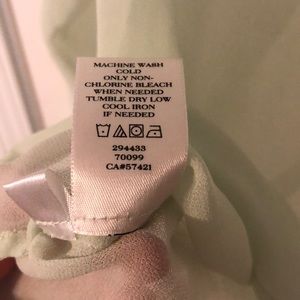 MACHINE WASH
COLD
ONLY NON-
CHLORINE BLEACH
WHEN NEEDED
TUMBLE DRY LOW
COOL IRON
IF NEEDED
294433
70099
CA#57421